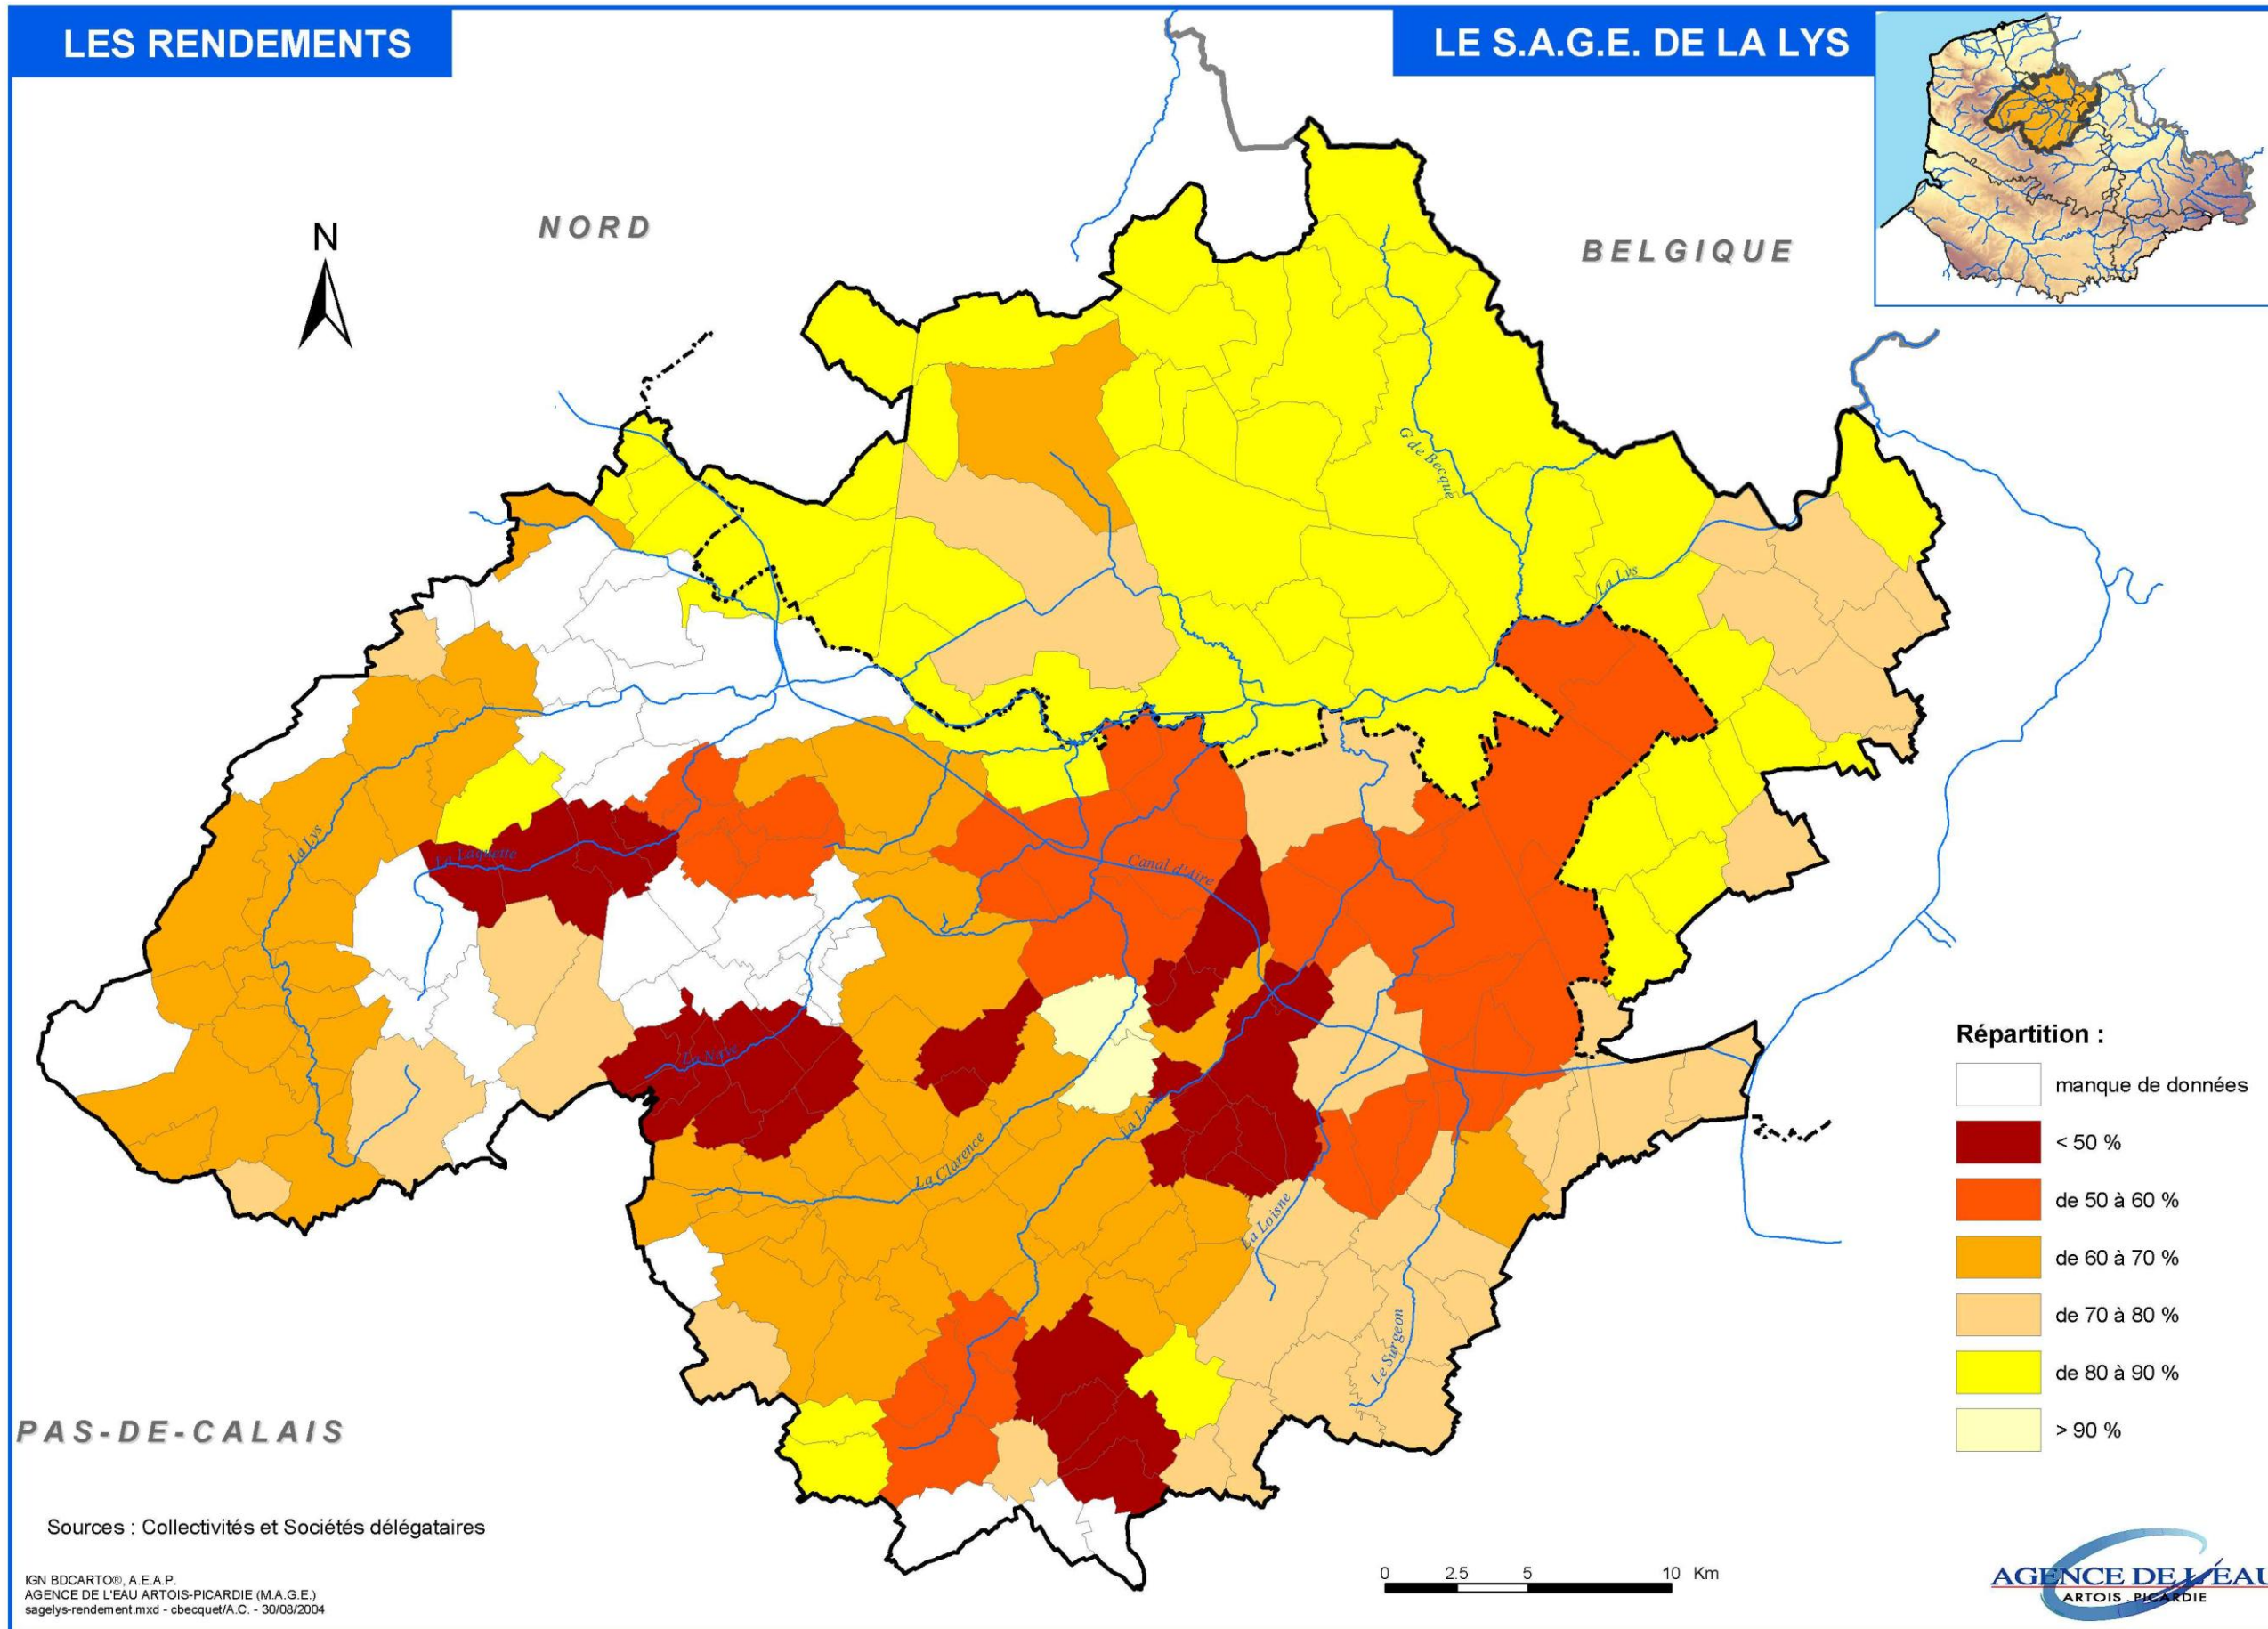 LES RENDEMENTS
LE S.A.G.E. DE LA LYS
NORD
BELGIQUE
N
G de Becque
La Lys
La Lys
La Laquette
Canal d'Aire
La Nave
La Lawe
La Clarence
La Loisne
Le Surgeon
PAS-DE-CALAIS
Répartition :
manque de données
< 50 %
de 50 à 60 %
de 60 à 70 %
de 70 à 80 %
de 80 à 90 %
> 90 %
Sources : Collectivités et Sociétés délégataires
IGN BDCARTO®, A.E.A.P.
AGENCE DE L'EAU ARTOIS-PICARDIE (M.A.G.E.)
sagelys-rendement.mxd - cbecquet/A.C. - 30/08/2004
0 2.5 5 10 Km
AGENCE DE L'EAU
ARTOIS . PICARDIE